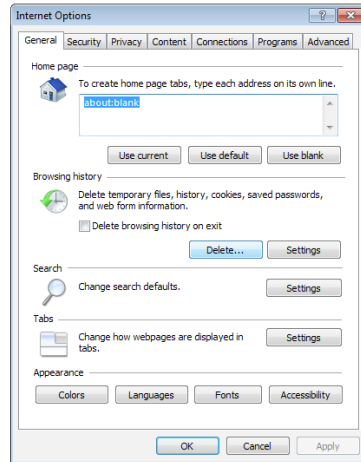 Internet Options
General Security Privacy Content Connections Programs Advanced
Home page
To create home page tabs, type each address on its own line.
about:blank
Use current Use default Use blank
Browsing history
Delete temporary files, history, cookies, saved passwords,
and web form information.
Delete browsing history on exit
Delete... Settings
Search
Change search defaults. Settings
Tabs
Change how webpages are displayed in Settings
tabs.
Appearance
Colors Languages Fonts Accessibility
OK Cancel Apply